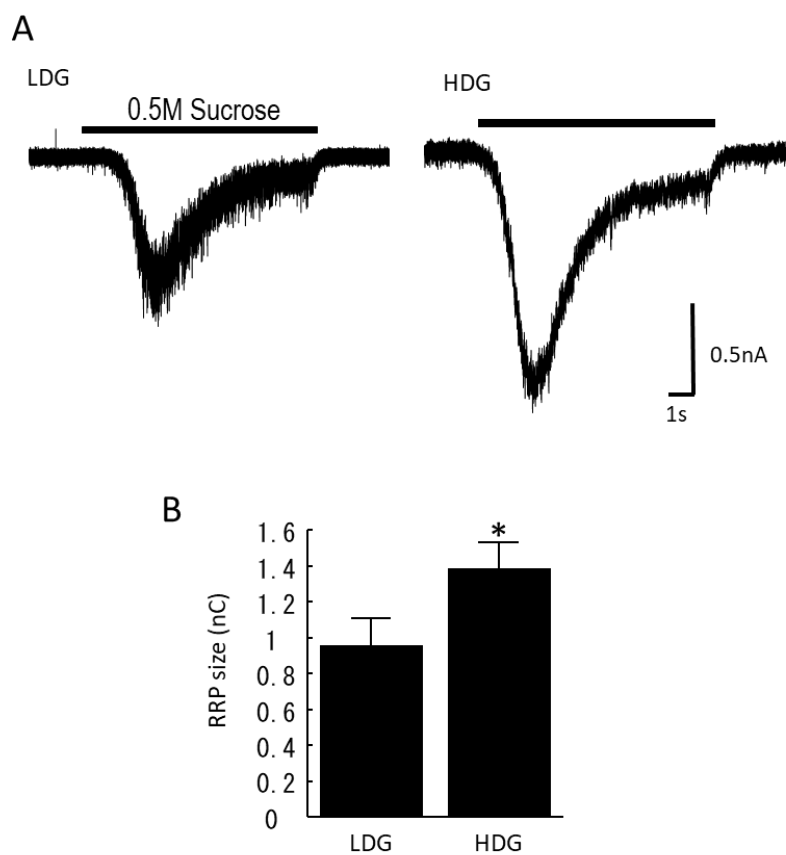 A
LDG
0.5M Sucrose
HDG
0.5nA
1s
B
*
RRP size (nC)
1.6
1.4
1.2
1
0.8
0.6
0.4
0.2
0
LDG
HDG